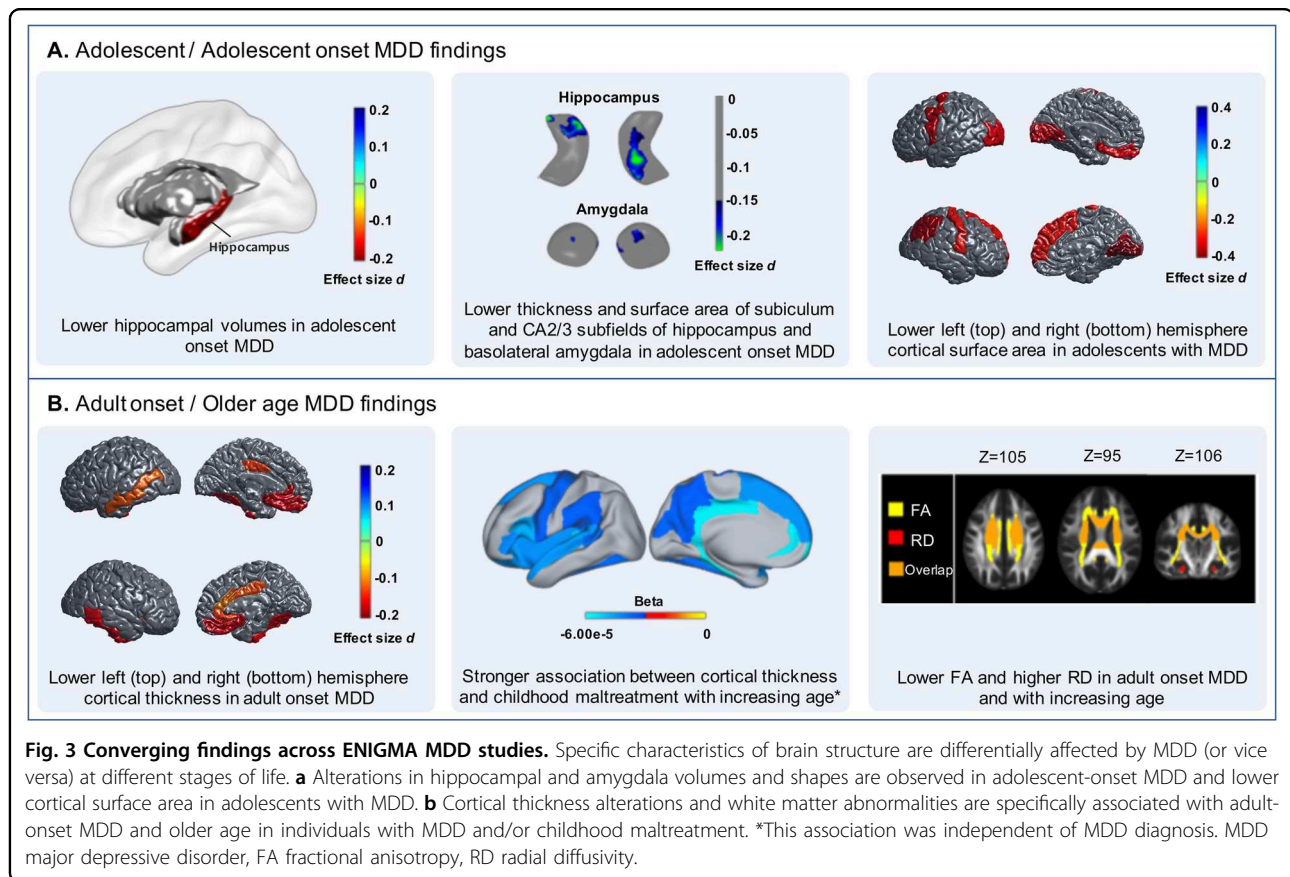 A. Adolescent / Adolescent onset MDD findings
Hippocampus
0.2
0.1
0
-0.1
-0.2
Effect size d
Lower hippocampal volumes in adolescent
onset MDD
Hippocampus
Amygdala
0
-0.05
-0.1
-0.15
-0.2
Effect size d
Lower thickness and surface area of subiculum
and CA2/3 subfields of hippocampus and
basolateral amygdala in adolescent onset MDD
0.4
0.2
0
-0.2
-0.4
Effect size d
Lower left (top) and right (bottom) hemisphere
cortical surface area in adolescents with MDD
B. Adult onset / Older age MDD findings
0.2
0.1
0
-0.1
-0.2
Effect size d
Lower left (top) and right (bottom) hemisphere
cortical thickness in adult onset MDD
Beta
-6.00e-5 0
Stronger association between cortical thickness
and childhood maltreatment with increasing age*
Z=105 Z=95 Z=106
FA
RD
Overlap
Lower FA and higher RD in adult onset MDD
and with increasing age
Fig. 3 Converging findings across ENIGMA MDD studies. Specific characteristics of brain structure are differentially affected by MDD (or vice
versa) at different stages of life. a Alterations in hippocampal and amygdala volumes and shapes are observed in adolescent-onset MDD and lower
cortical surface area in adolescents with MDD. b Cortical thickness alterations and white matter abnormalities are specifically associated with adult-
onset MDD and older age in individuals with MDD and/or childhood maltreatment. *This association was independent of MDD diagnosis. MDD
major depressive disorder, FA fractional anisotropy, RD radial diffusivity.